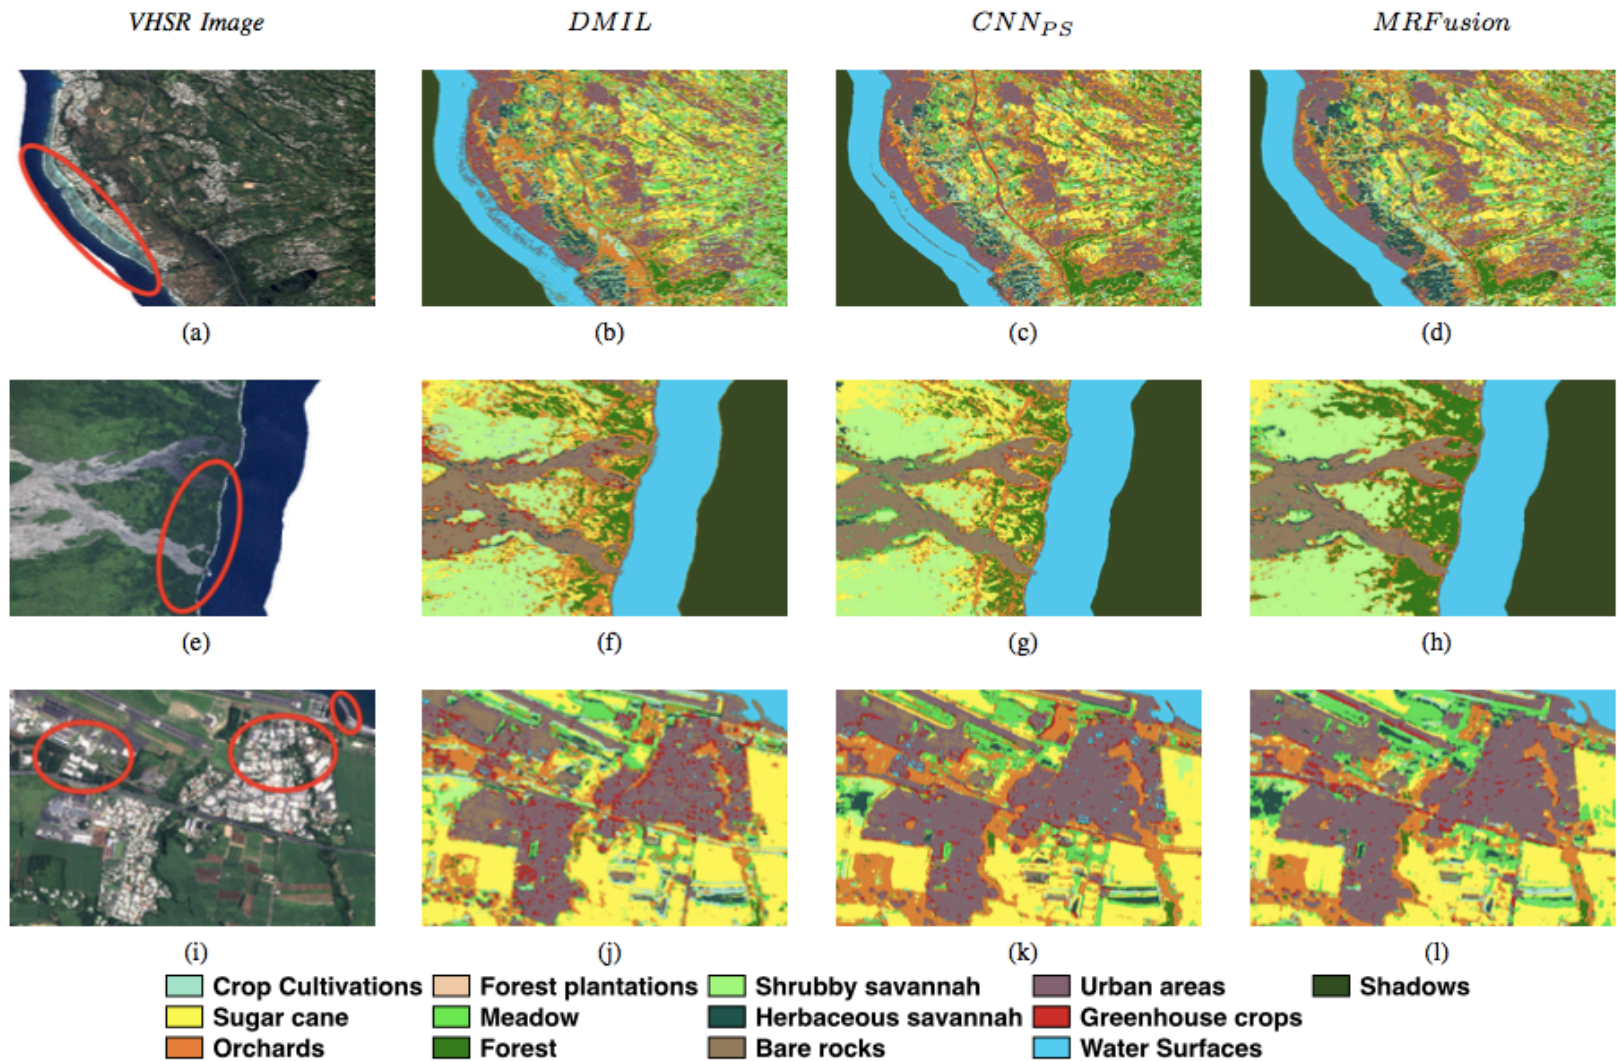 VHSR Image DMIL CNN_PS MRFusion
(a) (b) (c) (d)
(e) (f) (g) (h)
(i) (j) (k) (l)
Crop Cultivations Forest plantations Shrubby savannah Urban areas Shadows
Sugar cane Meadow Herbaceous savannah Greenhouse crops
Orchards Forest Bare rocks Water Surfaces